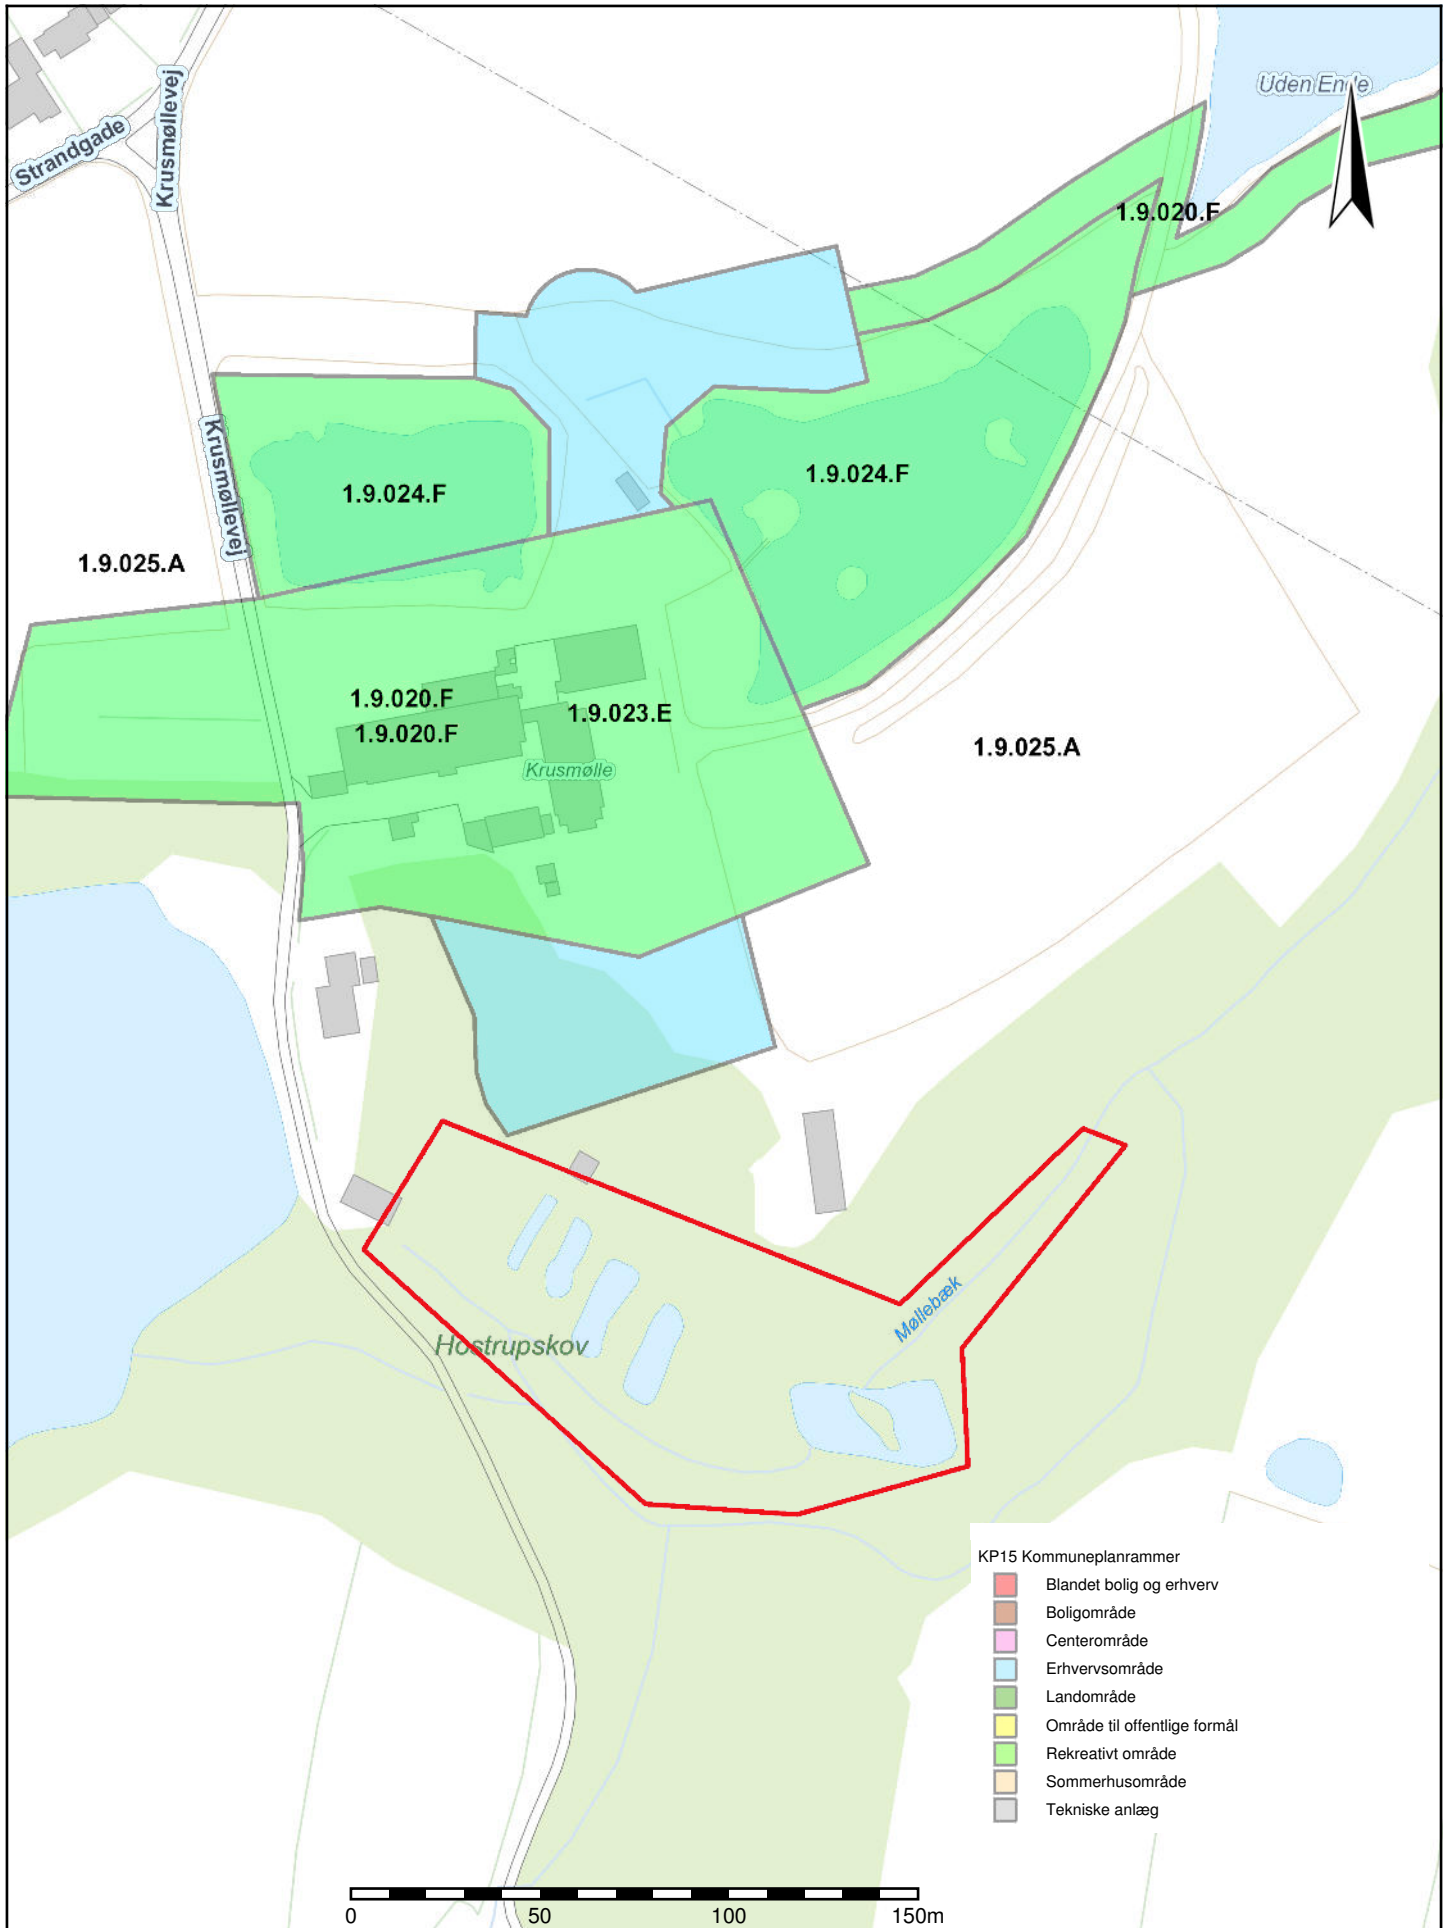 Uden Ende
Krusmøllevej
Strandgade
1.9.020.F
Krusmøllevej
1.9.024.F
1.9.024.F
1.9.025.A
1.9.020.F
1.9.023.E
1.9.020.F
1.9.025.A
Krusmølle
Møllebæk
Hostrupskov
KP15 Kommuneplanrammer
Blandet bolig og erhverv
Boligområde
Centerområde
Erhvervsområde
Landområde
Område til offentlige formål
Rekreativt område
Sommerhusområde
Tekniske anlæg
0 50 100 150m